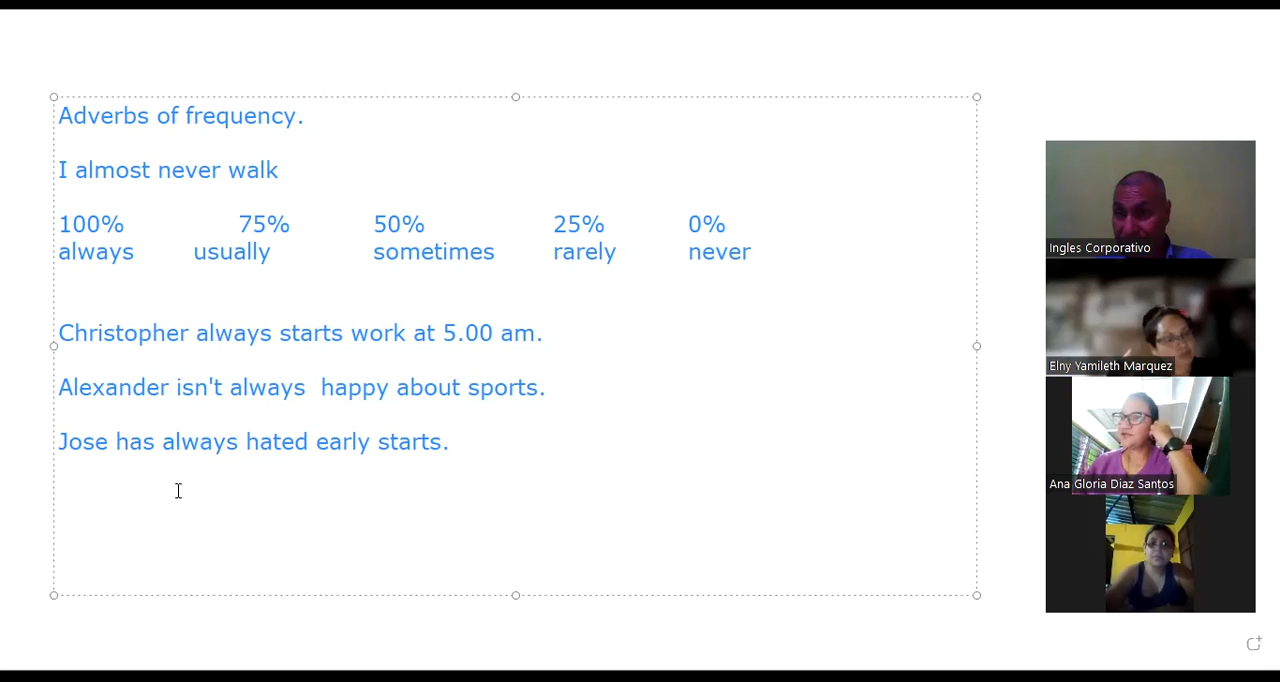 Adverbs of frequency.
I almost never walk
100% 75% 50% 25% 0%
always usually sometimes rarely never
Christopher always starts work at 5.00 am.
Alexander isn't always  happy about sports.
Jose has always hated early starts.
Ingles Corporativo
Elny Yamileth Marquez
Ana Gloria Diaz Santos